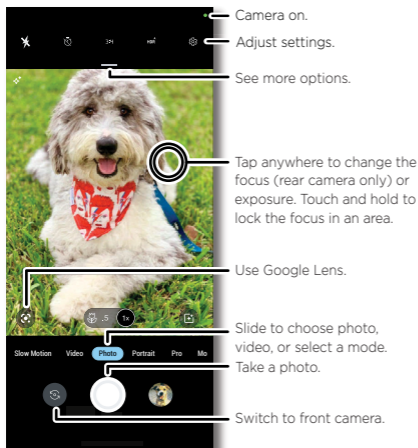 Camera on.
Adjust settings.
HDR
See more options.
Tap anywhere to change the
focus (rear camera only) or
exposure. Touch and hold to
lock the focus in an area.
Use Google Lens.
.5 1x
Slide to choose photo,
video, or select a mode.
Slow Motion Video Photo Portrait Pro Mo
Take a photo.
Switch to front camera.